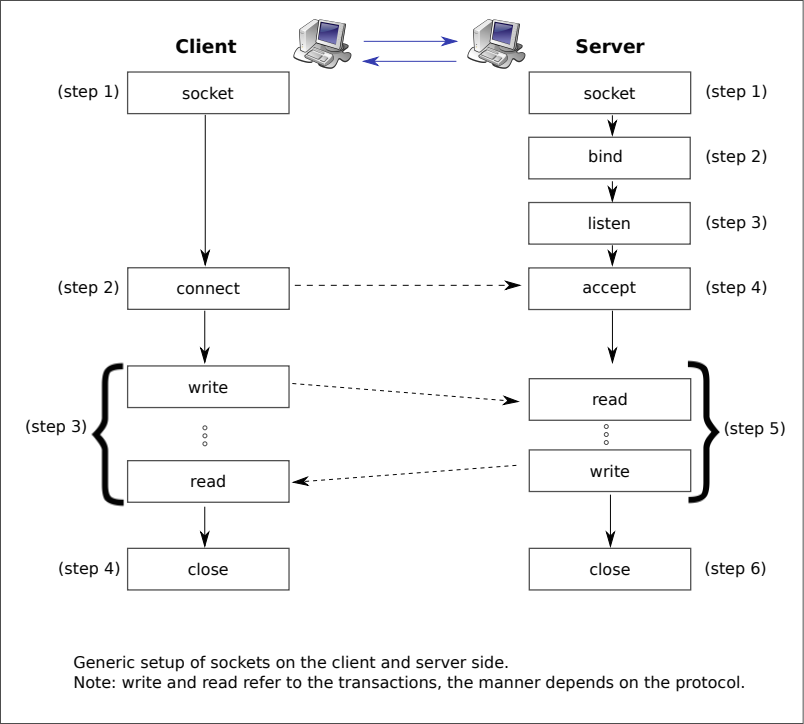 Client
Server
(step 1)
socket
socket
(step 1)
bind
(step 2)
listen
(step 3)
(step 2)
connect
accept
(step 4)
write
read
(step 3)
(step 5)
read
write
(step 4)
close
close
(step 6)
Generic setup of sockets on the client and server side.
Note: write and read refer to the transactions, the manner depends on the protocol.